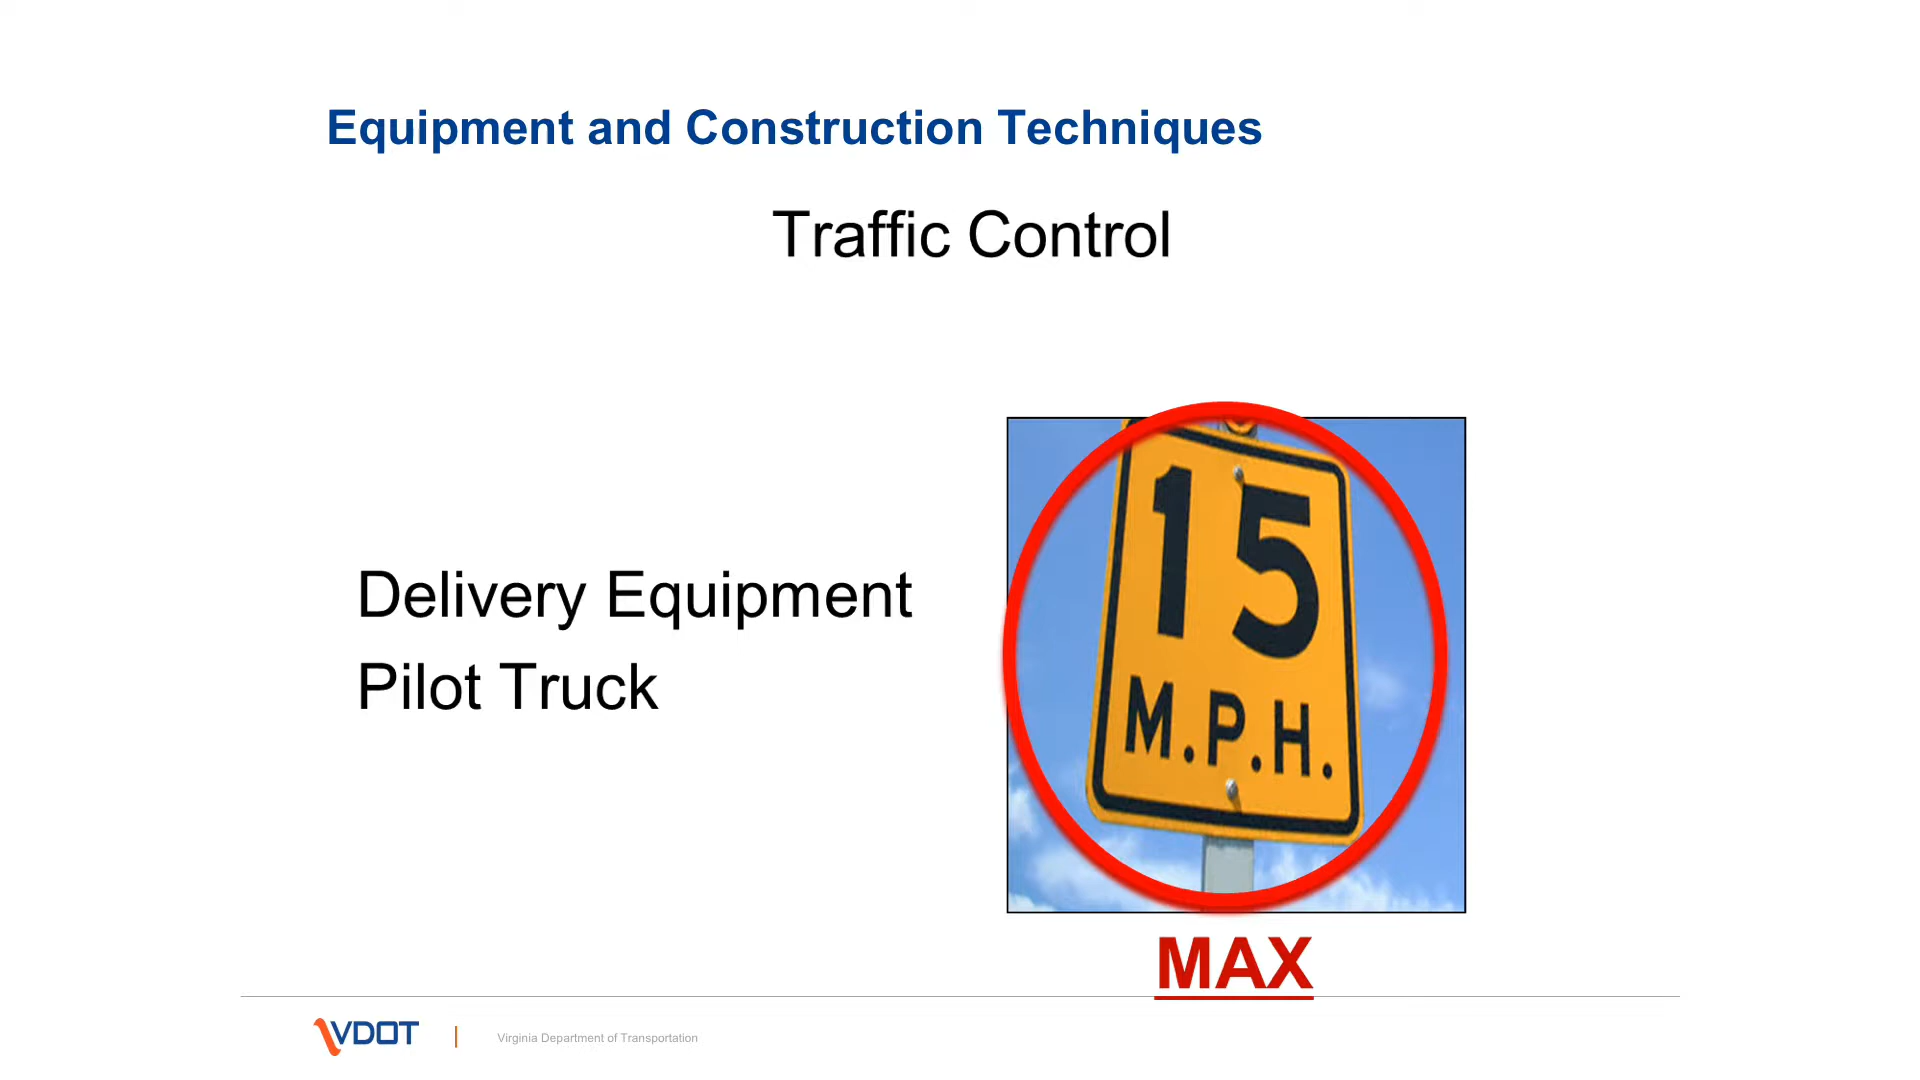 Equipment and Construction Techniques
Traffic Control
Delivery Equipment
Pilot Truck
15
M.P.H.
MAX
VDOT
Virginia Department of Transportation